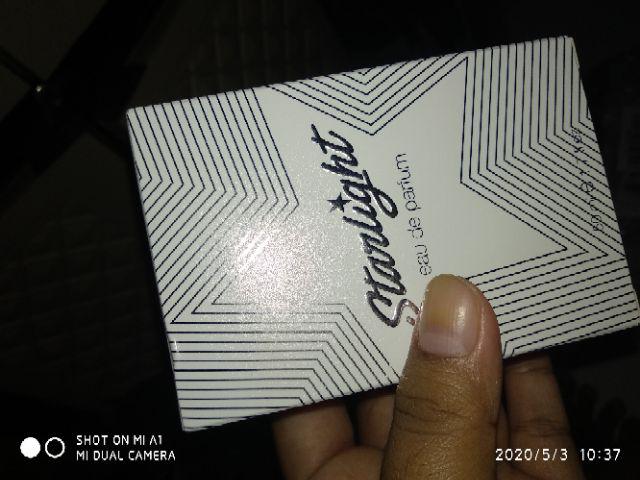 Starlight
eau de parfum
SHOT ON MI A1
MI DUAL CAMERA
2020/5/3 10:37